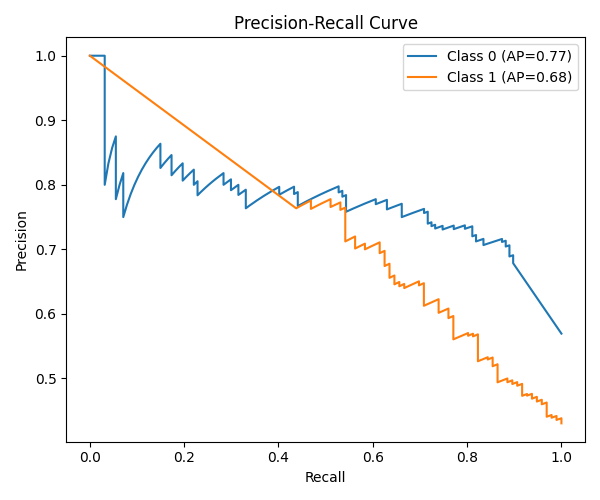 Precision-Recall Curve
Class 0 (AP=0.77)
Class 1 (AP=0.68)
Precision
1.0
0.9
0.8
0.7
0.6
0.5
0.0 0.2 0.4 0.6 0.8 1.0
Recall